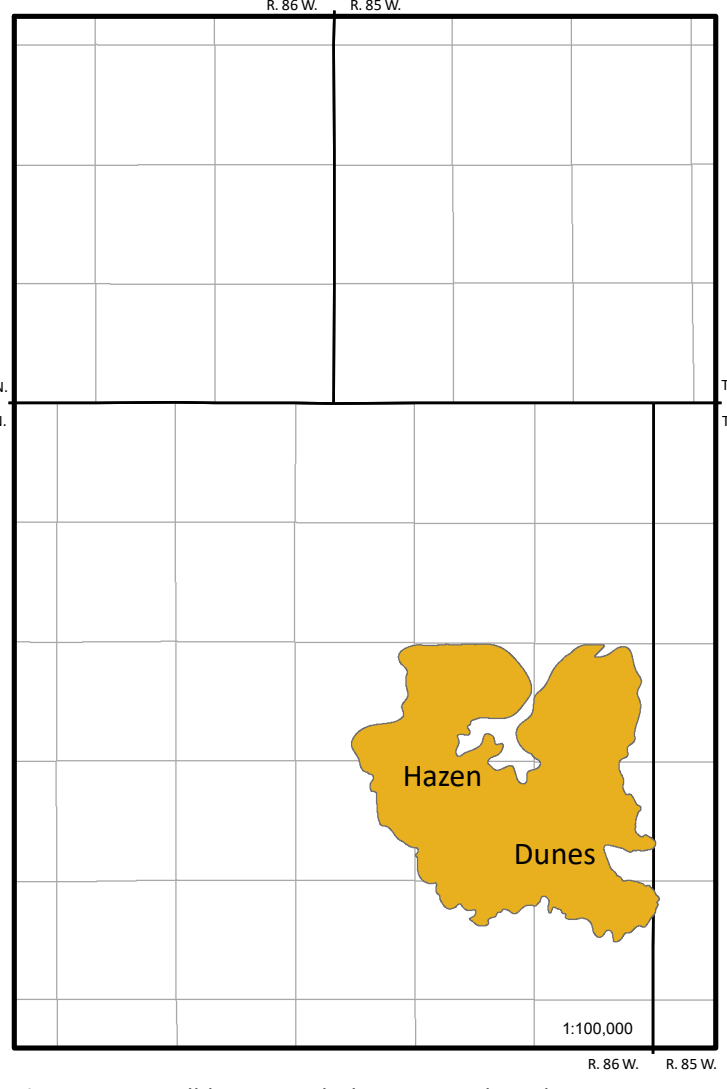 R. 86 W. R. 85 W.
N. T
N. T
Hazen
Dunes
1:100,000
R. 86 W. R. 85 W.